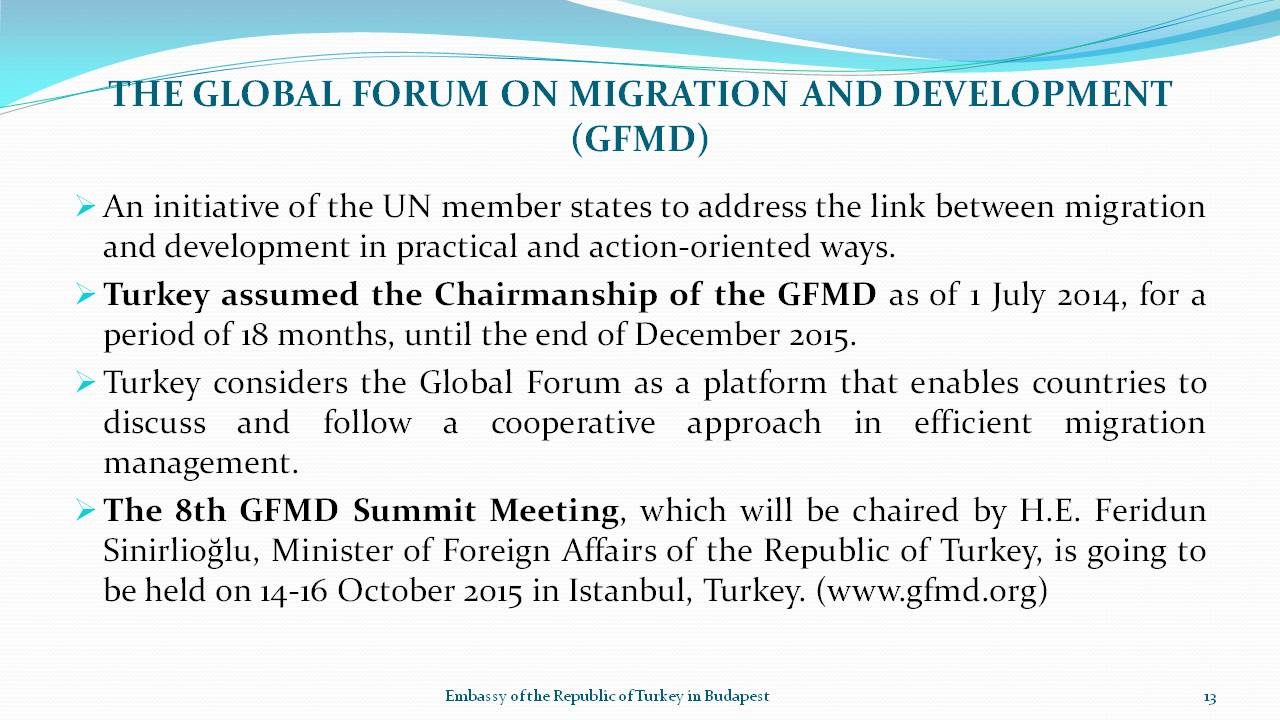 THE GLOBAL FORUM ON MIGRATION AND DEVELOPMENT
(GFMD)
An initiative of the UN member states to address the link between migration
and development in practical and action-oriented ways.
Turkey assumed the Chairmanship of the GFMD as of 1 July 2014, for a
period of 18 months, until the end of December 2015.
Turkey considers the Global Forum as a platform that enables countries to
discuss and follow a cooperative approach in efficient migration
management.
The 8th GFMD Summit Meeting, which will be chaired by H.E. Feridun
Sinirlioğlu, Minister of Foreign Affairs of the Republic of Turkey, is going to
be held on 14-16 October 2015 in Istanbul, Turkey. (www.gfmd.org)
Embassy of the Republic of Turkey in Budapest
13